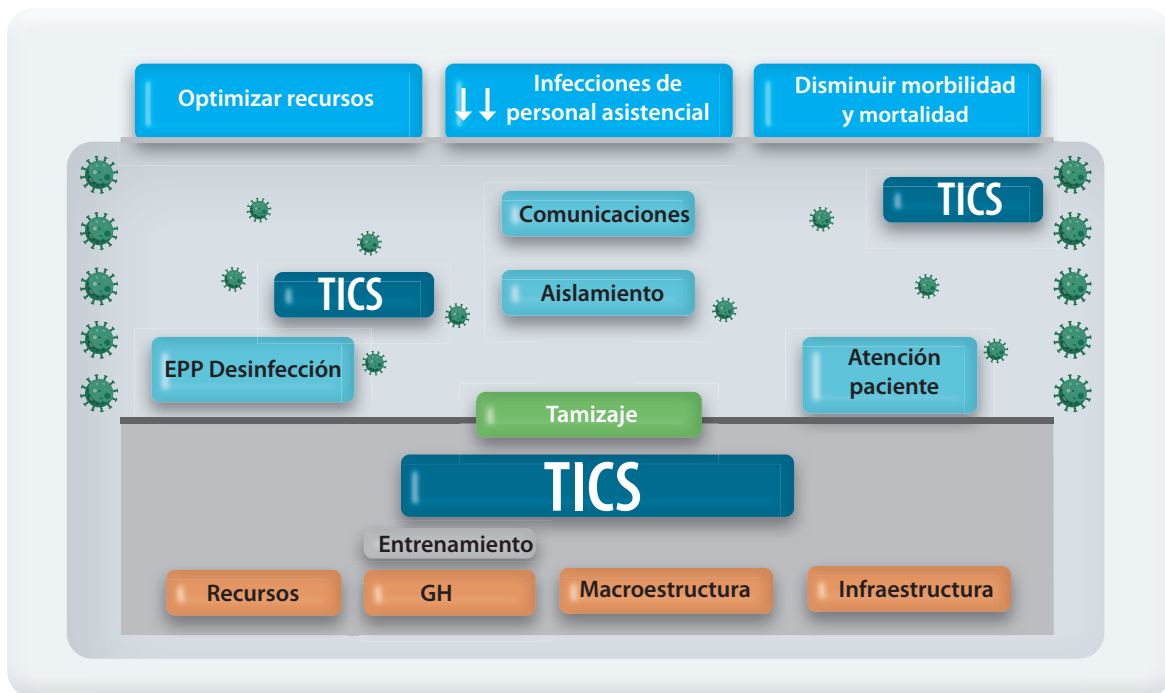 Optimizar recursos
Infecciones de
personal asistencial
Disminuir morbilidad
y mortalidad
TICS
Comunicaciones
TICS
Aislamiento
EPP Desinfección
Atención
paciente
Tamizaje
TICS
Entrenamiento
Recursos
GH
Macroestructura
Infraestructura